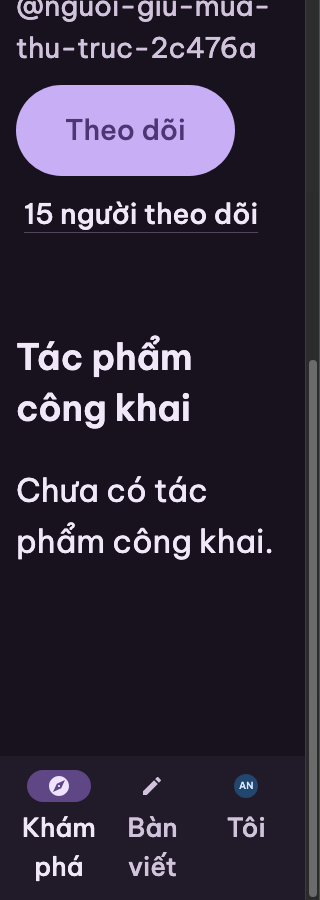 @nguoi-giu-mua-
thu-truc-2c476a
Theo dõi
15 người theo dõi
Tác phẩm
công khai
Chưa có tác
phẩm công khai.
AN
Khám
phá
Bàn
viết
Tôi